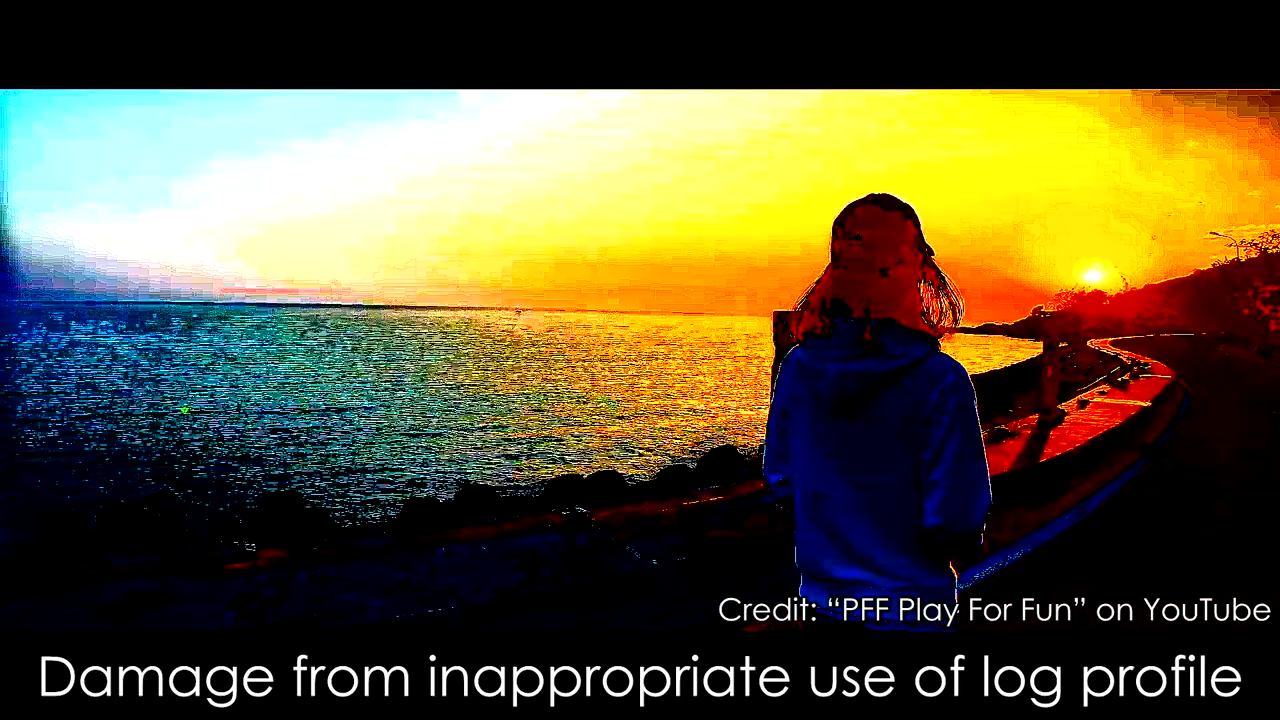 Credit: “PFF Play For Fun” on YouTube
Damage from inappropriate use of log profile